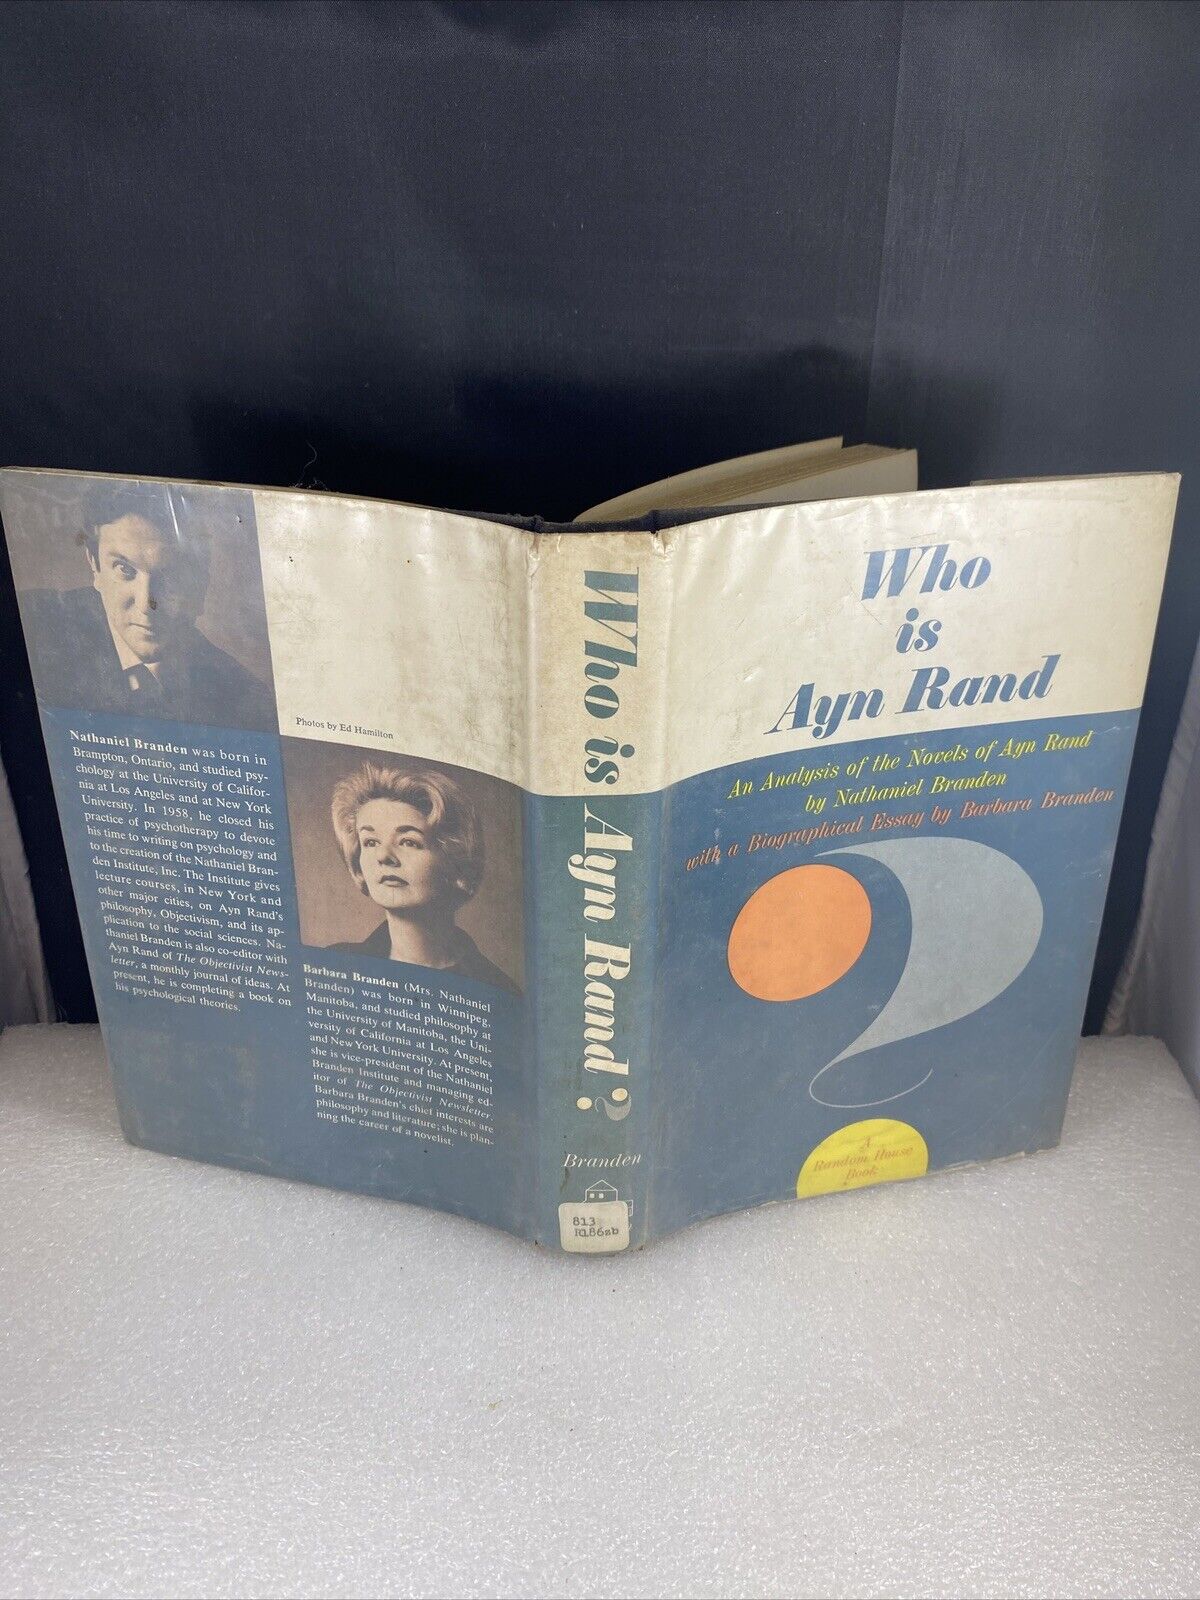 Photos by Ed Hamilton
Nathaniel Branden was born in
Brampton, Ontario, and studied psy-
chology at the University of Califor-
nia at Los Angeles and at New York
University. In 1958, he closed his
practice of psychotherapy to devote
his time to writing on psychology and
to the creation of the Nathaniel Bran-
den Institute, Inc. The Institute gives
lecture courses, in New York and
other major cities, on Ayn Rand's
philosophy, Objectivism, and its ap-
plication to the social sciences. Na-
thaniel Branden is also co-editor with
Ayn Rand of The Objectivist News-
letter, a monthly journal of ideas. At
present, he is completing a book on
his psychological theories.
Barbara Branden (Mrs. Nathaniel
Branden) was born in Winnipeg,
Manitoba, and studied philosophy at
the University of Manitoba, the Uni-
versity of California at Los Angeles
and New York University. At present,
she is vice-president of the Nathaniel
Branden Institute and managing ed-
itor of The Objectivist Newsletter.
Barbara Branden's chief interests are
philosophy and literature; she is plan-
ning the career of a novelist.
Who is Ayn Rand?
Branden
813
R186zb
Who
is
Ayn Rand
An Analysis of the Novels of Ayn Rand
by Nathaniel Branden
with a Biographical Essay by Barbara Branden
A
Random House
Book